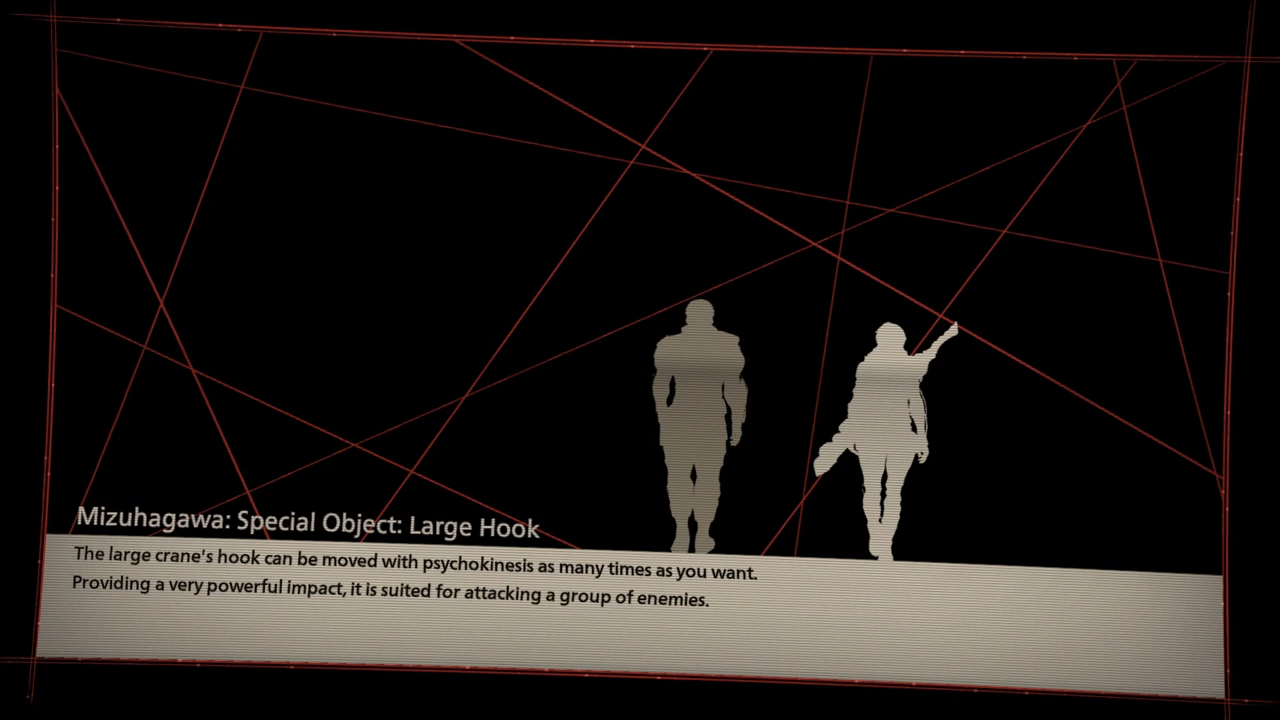 Mizuhagawa: Special Object: Large Hook
The large crane's hook can be moved with psychokinesis as many times as you want.
Providing a very powerful impact, it is suited for attacking a group of enemies.